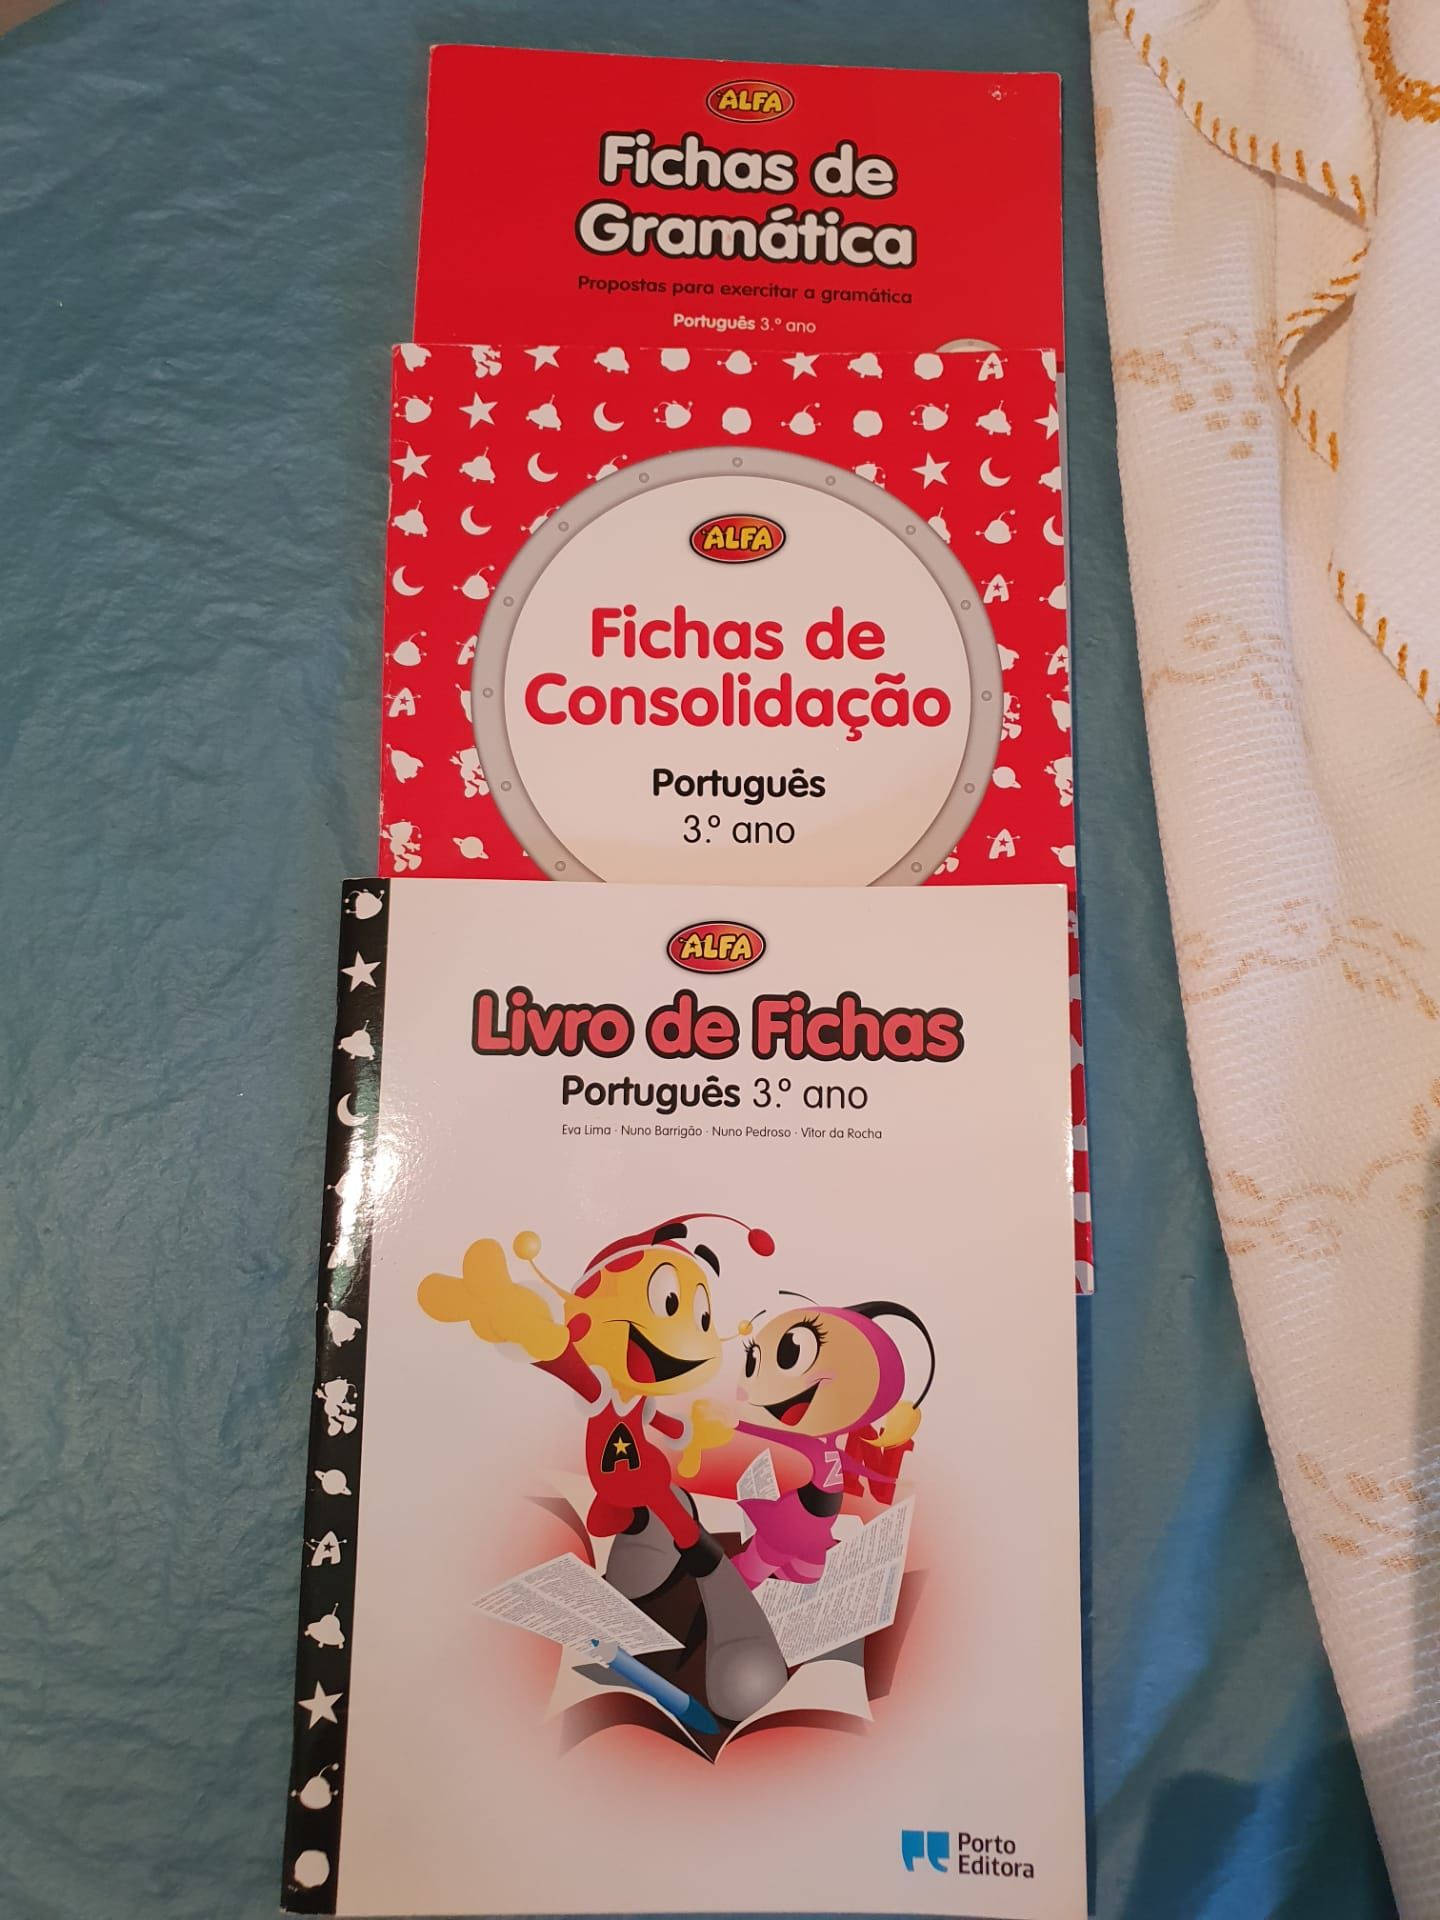 ALFA
Fichas de
Gramática
Propostas para exercitar a gramática
Português 3.º ano
ALFA
Fichas de
Consolidação
Português
3.º ano
ALFA
Livro de Fichas
Português 3.º ano
Eva Lima · Nuno Barrigão · Nuno Pedroso · Vítor da Rocha
A
Z
Porto
Editora